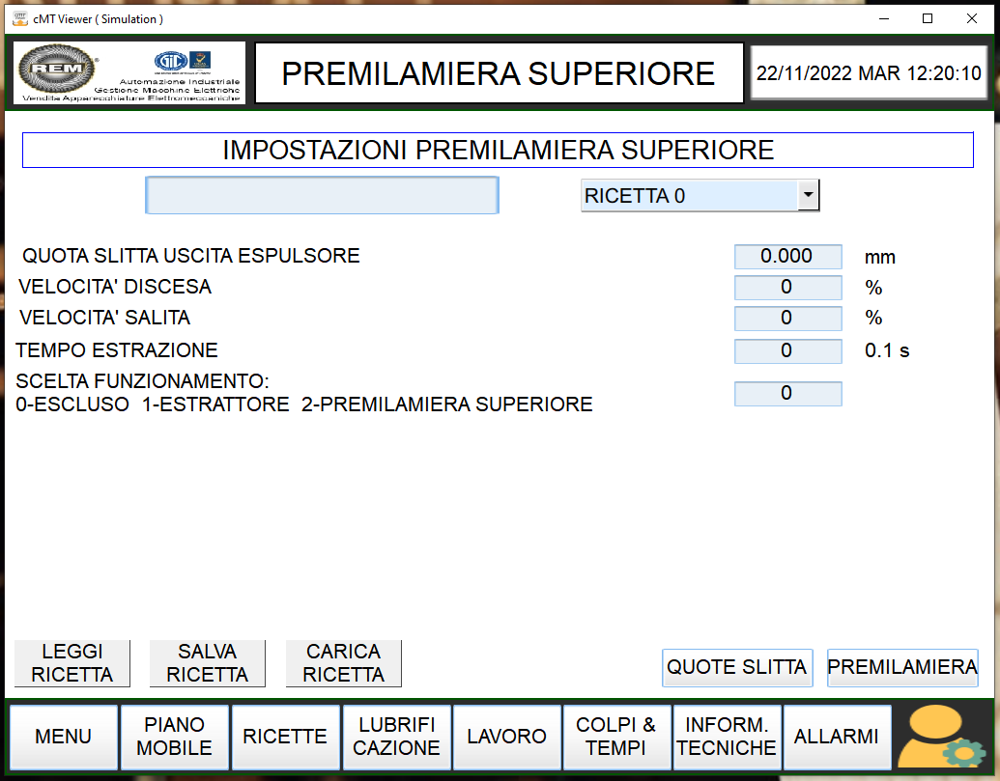 cMT Viewer ( Simulation )
REM
GIC
Automazione Industriale
Gestione Macchine Elettriche
Vendita Apparecchiature Elettromeccaniche
PREMILAMIERA SUPERIORE
22/11/2022 MAR 12:20:10
IMPOSTAZIONI PREMILAMIERA SUPERIORE
RICETTA 0
QUOTA SLITTA USCITA ESPULSORE 0.000 mm
VELOCITA' DISCESA 0 %
VELOCITA' SALITA 0 %
TEMPO ESTRAZIONE 0 0.1 s
SCELTA FUNZIONAMENTO:
0-ESCLUSO 1-ESTRATTORE 2-PREMILAMIERA SUPERIORE 0
LEGGI
RICETTA
SALVA
RICETTA
CARICA
RICETTA
QUOTE SLITTA
PREMILAMIERA
MENU
PIANO
MOBILE
RICETTE
LUBRIFI
CAZIONE
LAVORO
COLPI &
TEMPI
INFORM.
TECNICHE
ALLARMI